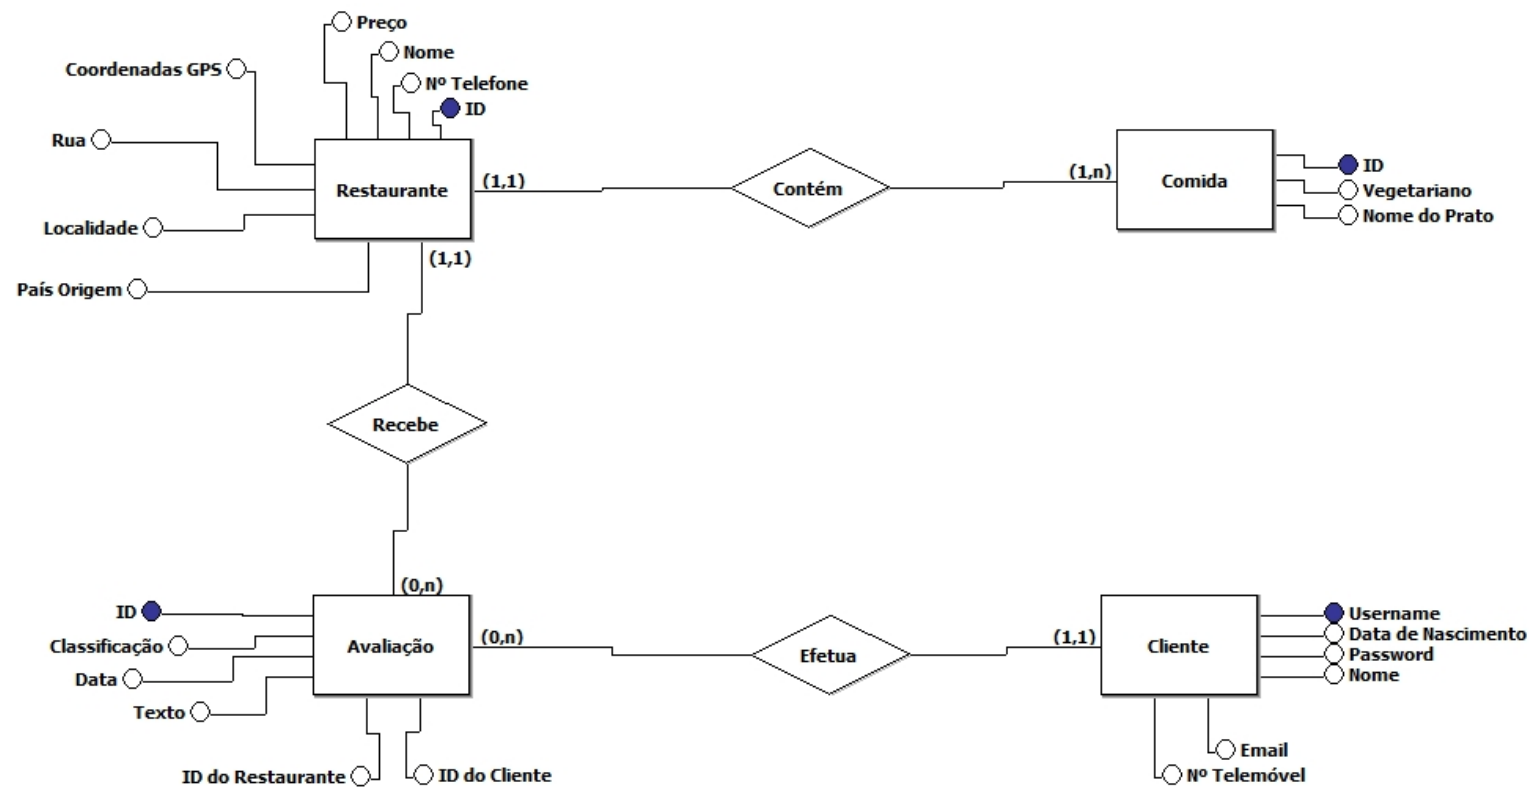 Preço
Nome
Coordenadas GPS
Nº Telefone
ID
Rua
Restaurante
(1,1)
Contém
(1,n)
Comida
ID
Vegetariano
Nome do Prato
Localidade
(1,1)
País Origem
Recebe
(0,n)
ID
Classificação
Data
Texto
Avaliação
(0,n)
Efetua
(1,1)
Cliente
Username
Data de Nascimento
Password
Nome
ID do Restaurante
ID do Cliente
Email
Nº Telemóvel